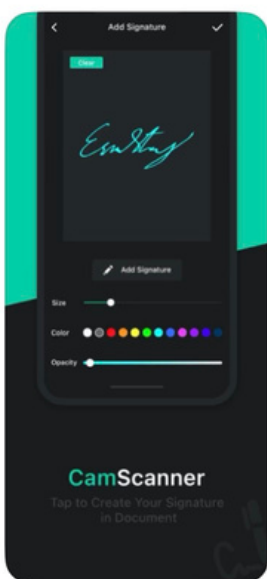 Add Signature
Clear
Add Signature
Size
Color
Opacity
CamScanner
Tap to Create Your Signature
in Document